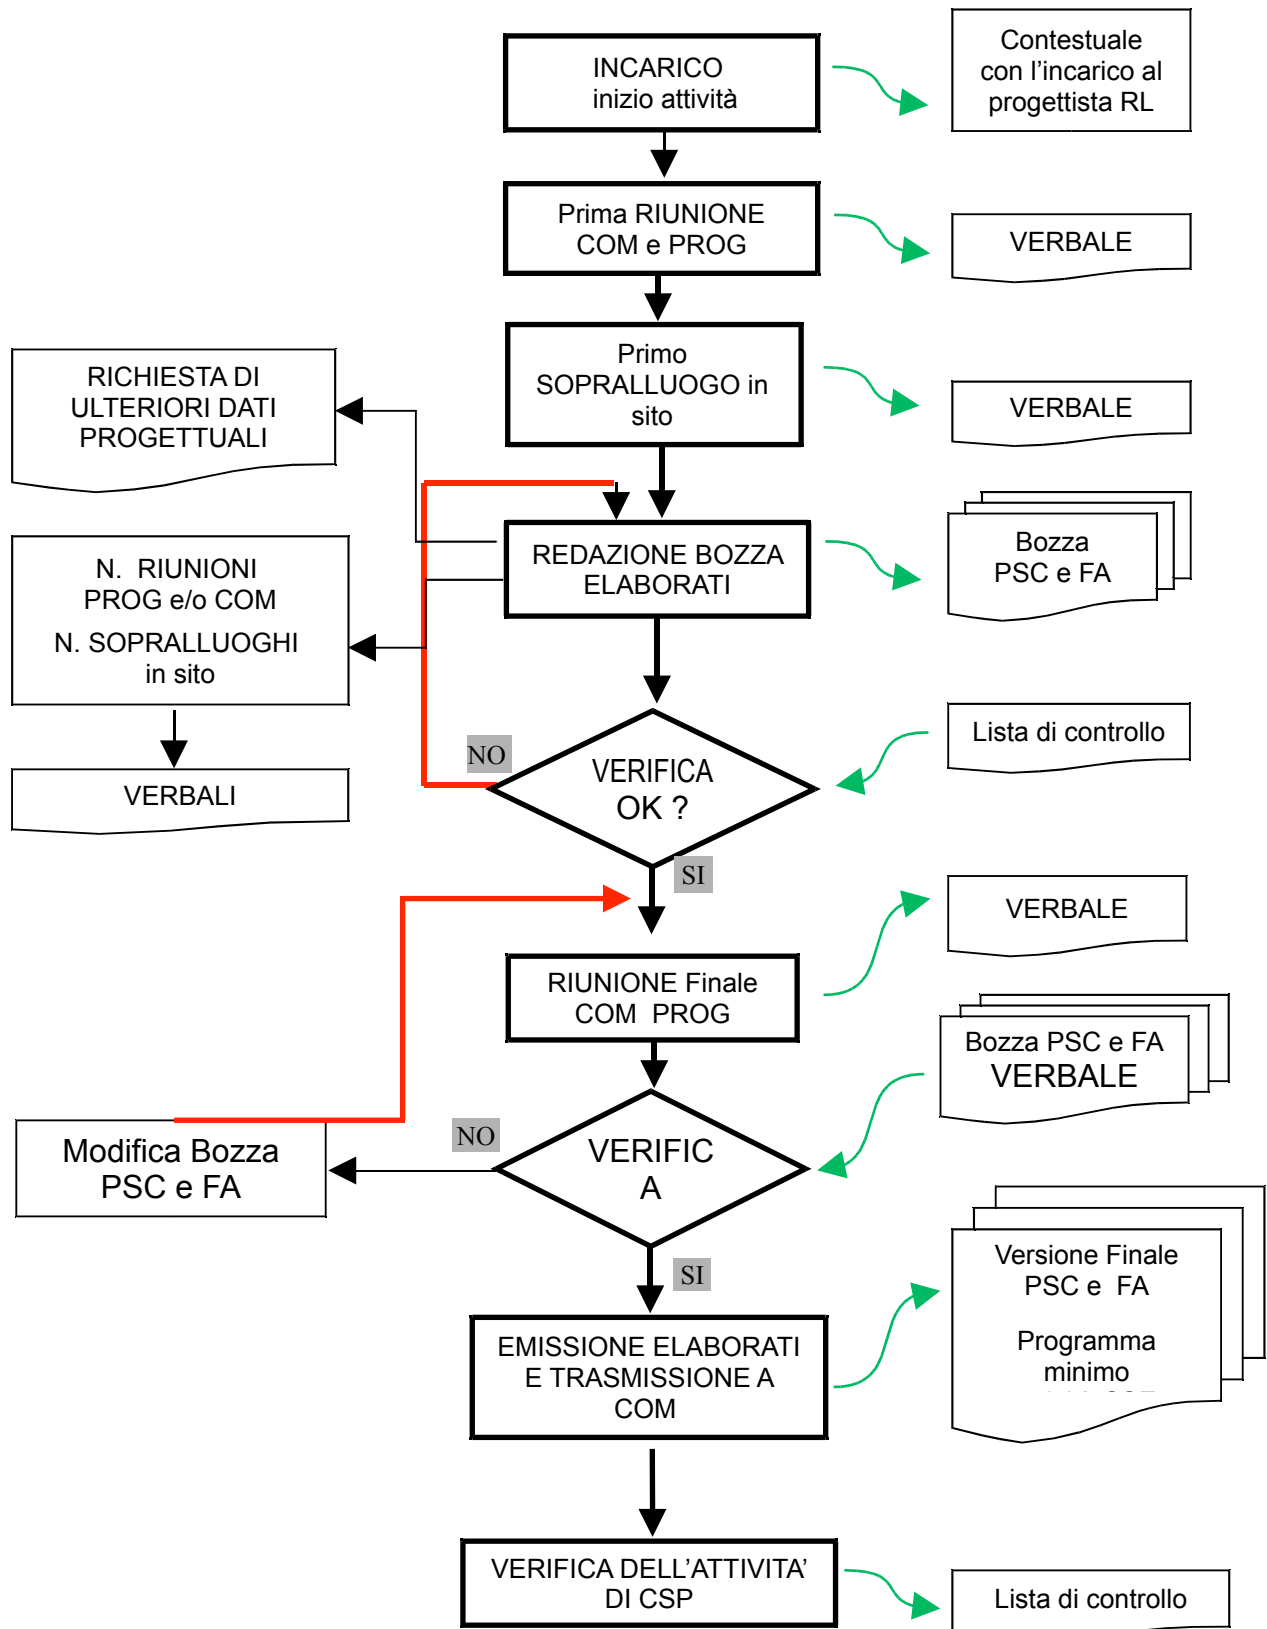 INCARICO
inizio attività
Contestuale
con l’incarico al
progettista RL
Prima RIUNIONE
COM e PROG
VERBALE
Primo
SOPRALLUOGO in
sito
VERBALE
RICHIESTA DI
ULTERIORI DATI
PROGETTUALI
REDAZIONE BOZZA
ELABORATI
Bozza
PSC e FA
N. RIUNIONI
PROG e/o COM
N. SOPRALLUOGHI
in sito
VERBALI
NO
VERIFICA
OK ?
Lista di controllo
SI
VERBALE
RIUNIONE Finale
COM PROG
Bozza PSC e FA
VERBALE
Modifica Bozza
PSC e FA
NO
VERIFIC
A
SI
Versione Finale
PSC e FA
Programma
minimo
EMISSIONE ELABORATI
E TRASMISSIONE A
COM
VERIFICA DELL’ATTIVITA’
DI CSP
Lista di controllo